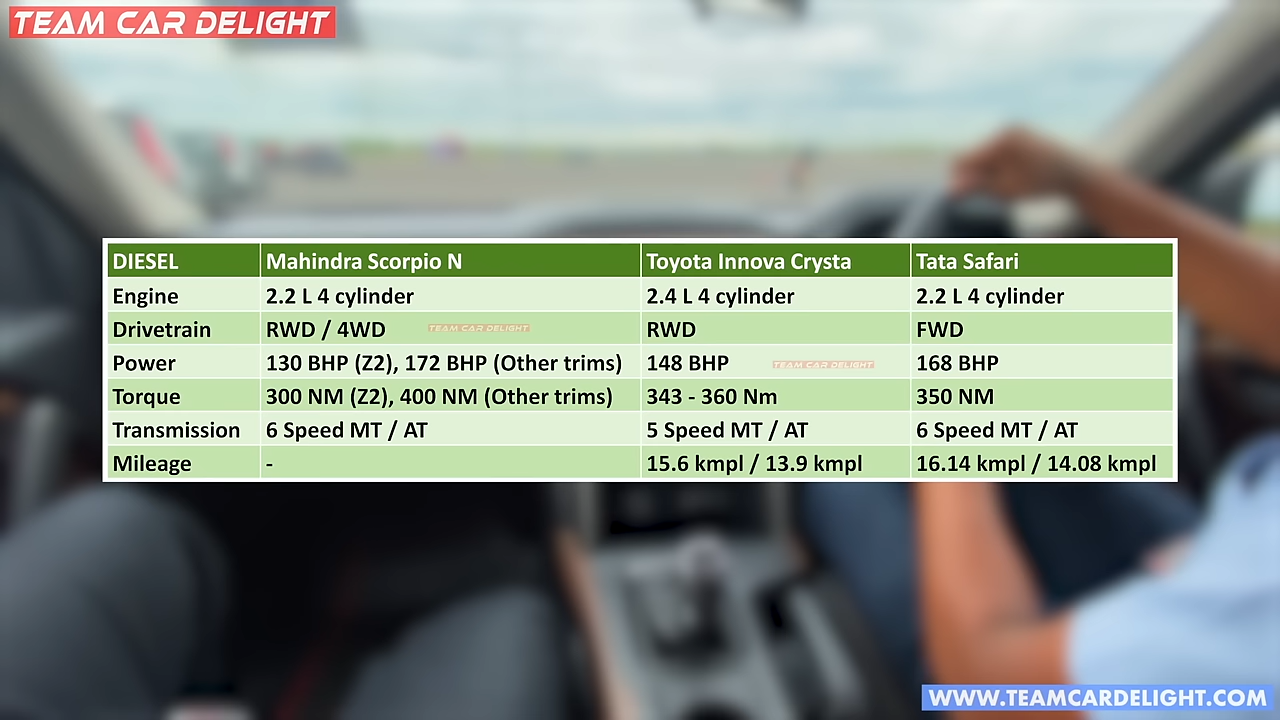 TEAM CAR DELIGHT
DIESEL Mahindra Scorpio N Toyota Innova Crysta Tata Safari
Engine 2.2 L 4 cylinder 2.4 L 4 cylinder 2.2 L 4 cylinder
Drivetrain RWD / 4WD TEAM CAR DELIGHT RWD FWD
Power 130 BHP (Z2), 172 BHP (Other trims) 148 BHP TEAM CAR DELIGHT 168 BHP
Torque 300 NM (Z2), 400 NM (Other trims) 343 - 360 Nm 350 NM
Transmission 6 Speed MT / AT 5 Speed MT / AT 6 Speed MT / AT
Mileage - 15.6 kmpl / 13.9 kmpl 16.14 kmpl / 14.08 kmpl
WWW.TEAMCARDELIGHT.COM